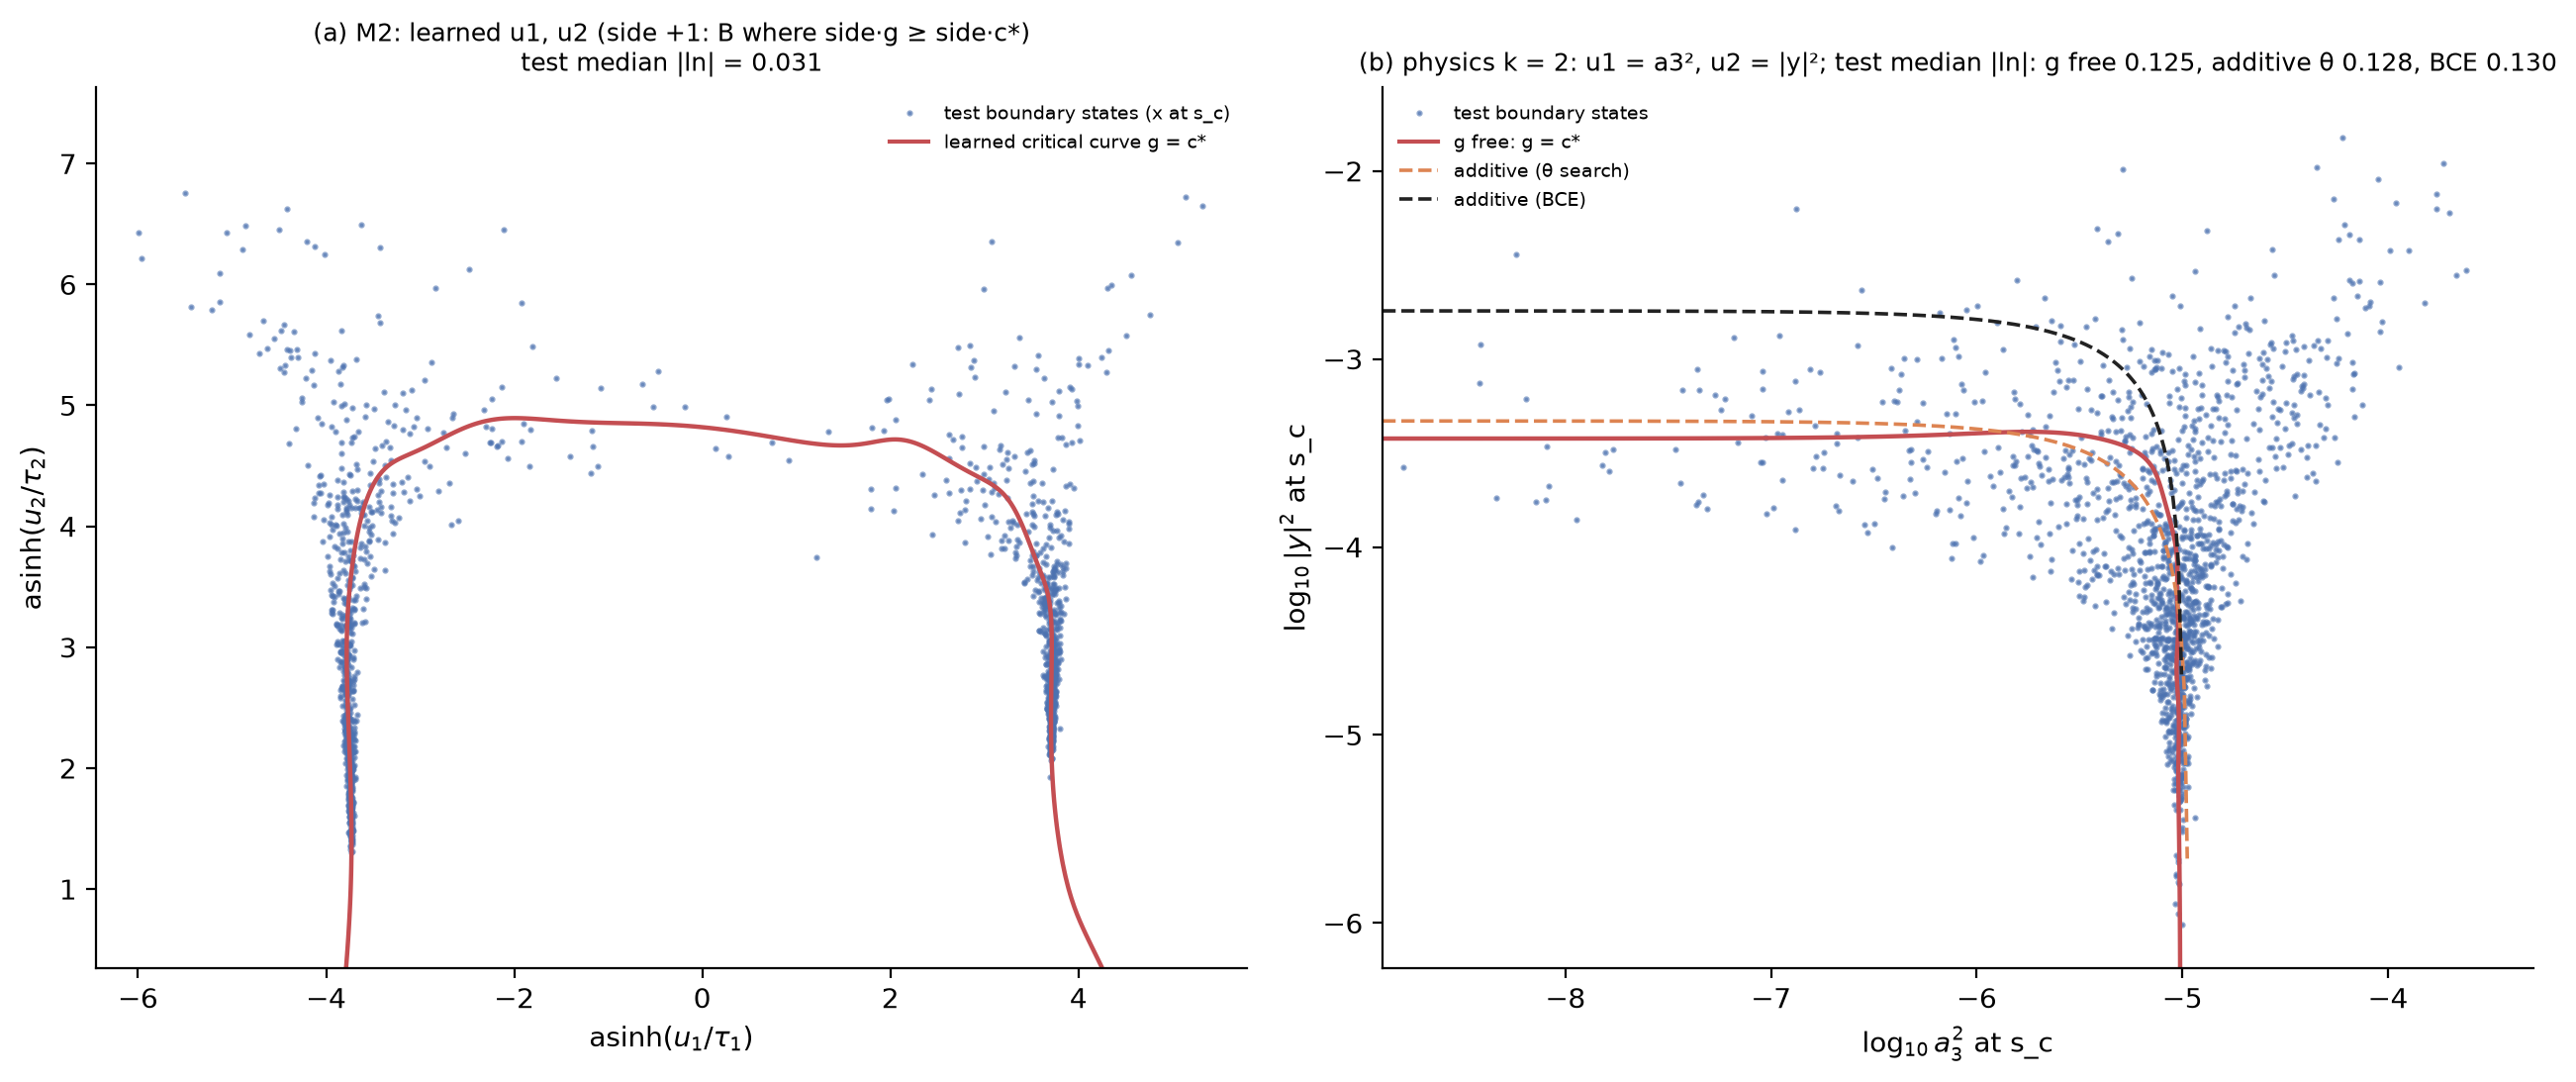 (a) M2: learned u1, u2 (side +1: B where side·g ≥ side·c*)
test median |ln| = 0.031
test boundary states (x at s_c)
learned critical curve g = c*
7
6
5
4
3
2
1
asinh(u₂/τ₂)
−6
−4
−2
0
2
4
asinh(u₁/τ₁)
(b) physics k = 2: u1 = a3², u2 = |y|²; test median |ln|: g free 0.125, additive θ 0.128, BCE 0.130
test boundary states
g free: g = c*
additive (θ search)
additive (BCE)
−2
−3
−4
−5
−6
log₁₀ |y|² at s_c
−8
−7
−6
−5
−4
log₁₀ a₃² at s_c